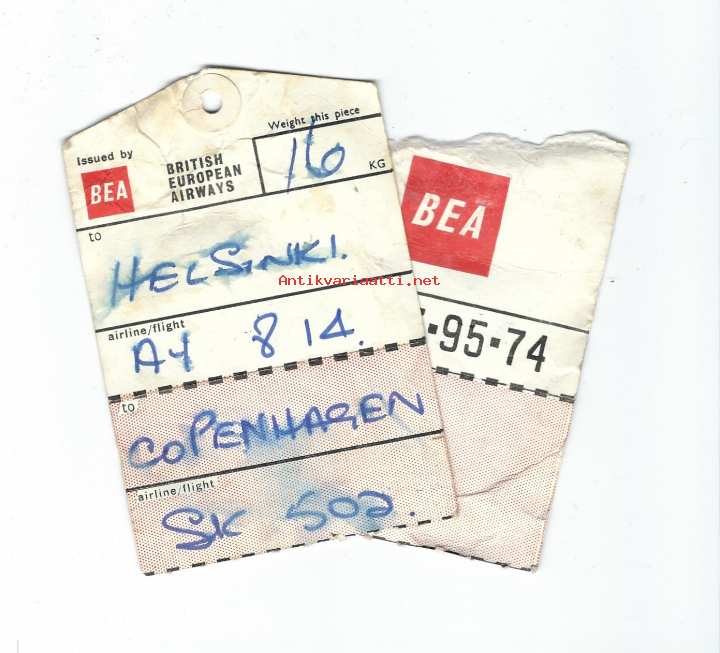 Weight this piece
16
KG
Issued by
BEA
BRITISH
EUROPEAN
AIRWAYS
to
HELSINKI.
airline/flight
AY 814.
to
COPENHAGEN
airline/flight
SK 502.
BEA
·95·74
Antikvariaatti.net